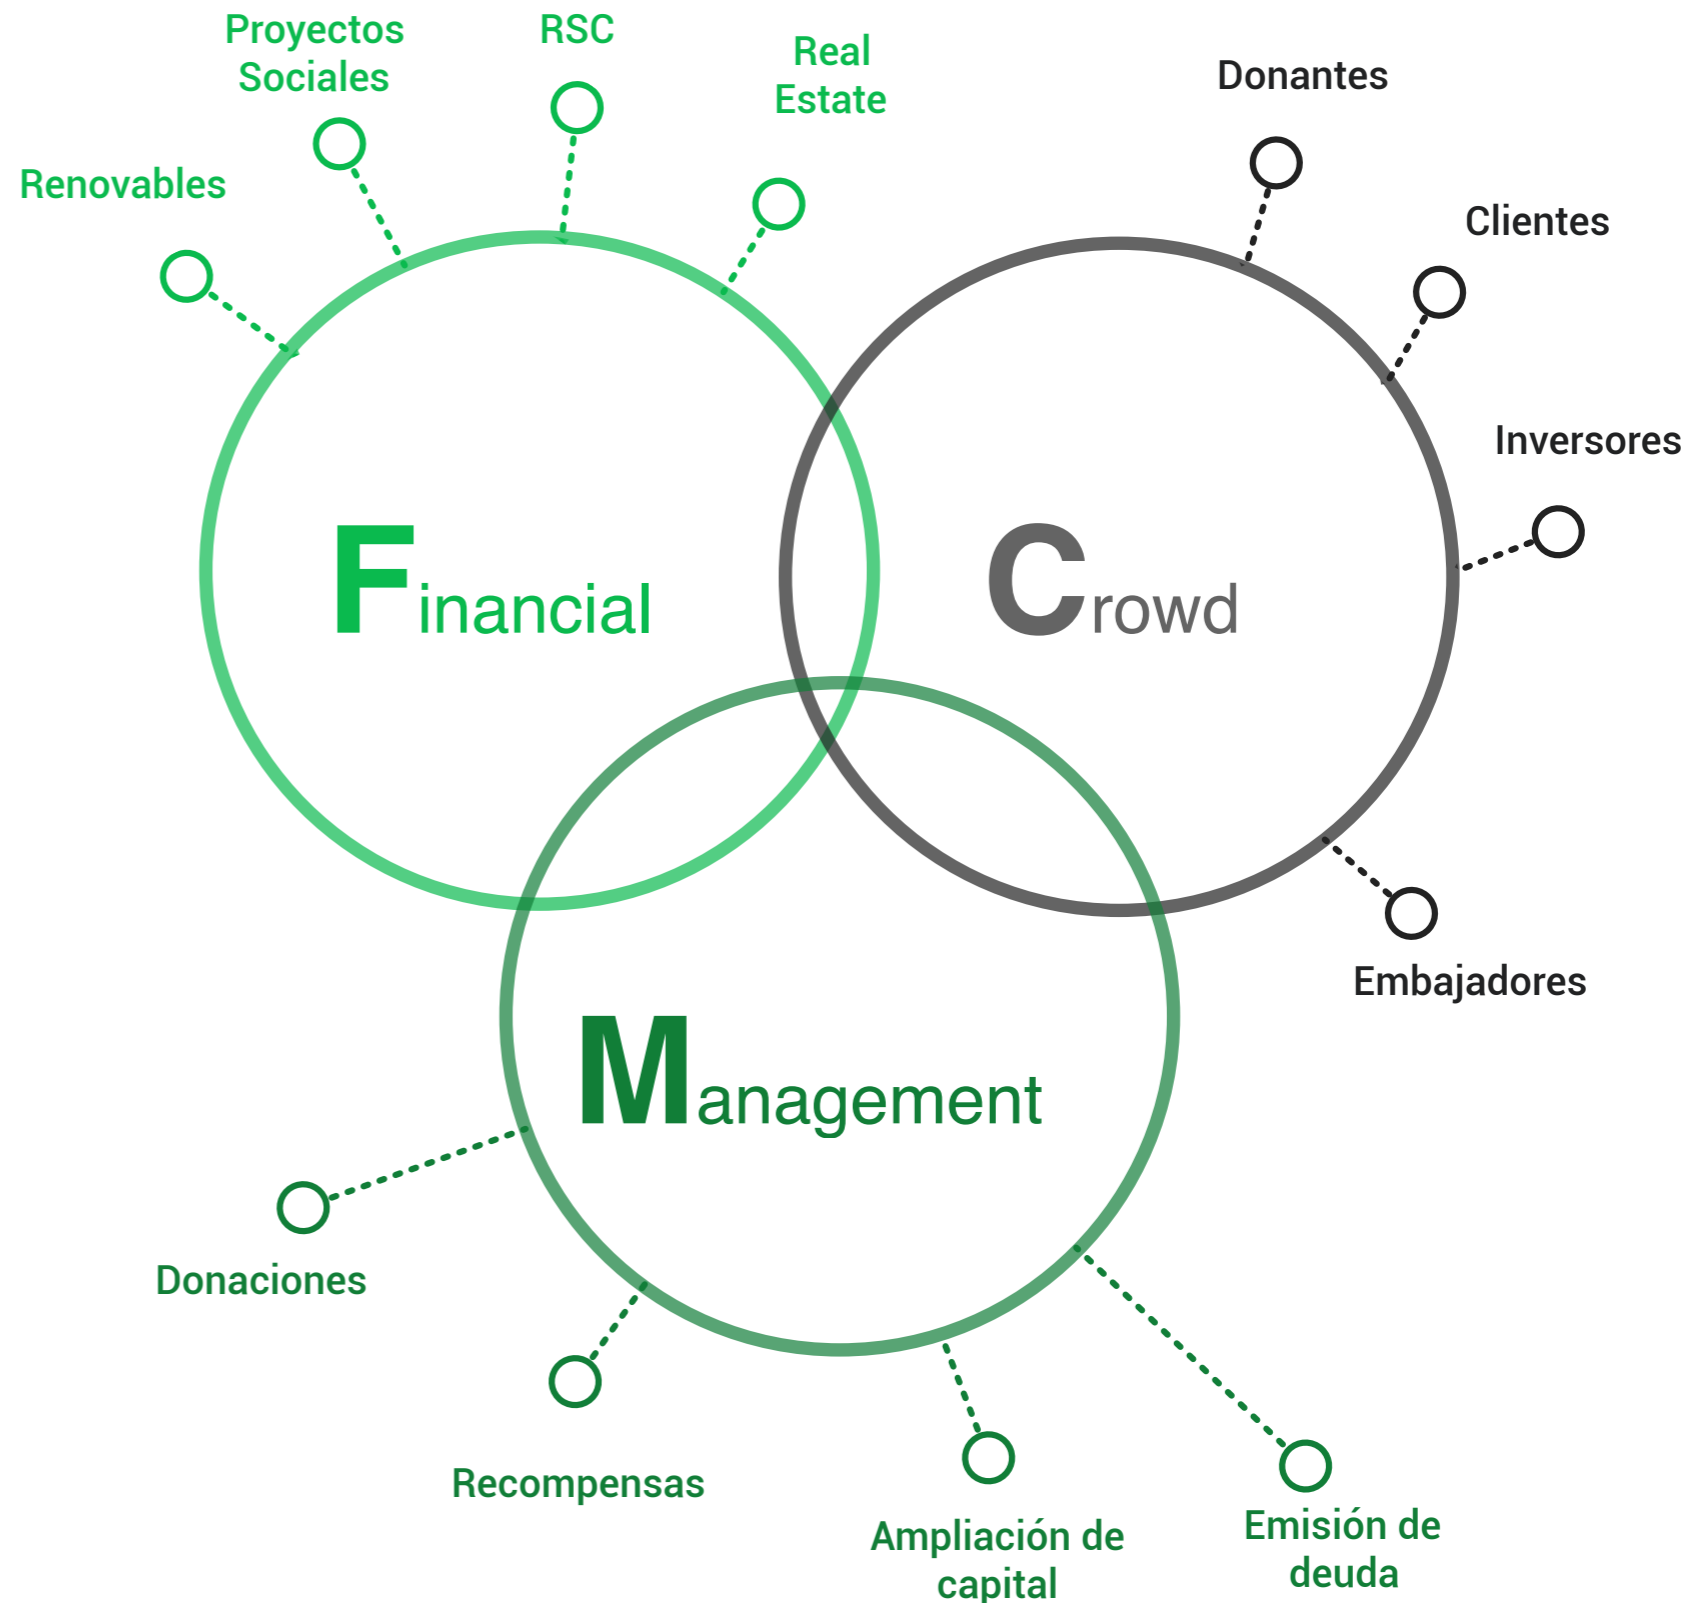 Proyectos
Sociales
RSC
Real
Estate
Renovables
Donantes
Clientes
Inversores
Embajadores
Financial
Crowd
Management
Donaciones
Recompensas
Ampliación de
capital
Emisión de
deuda